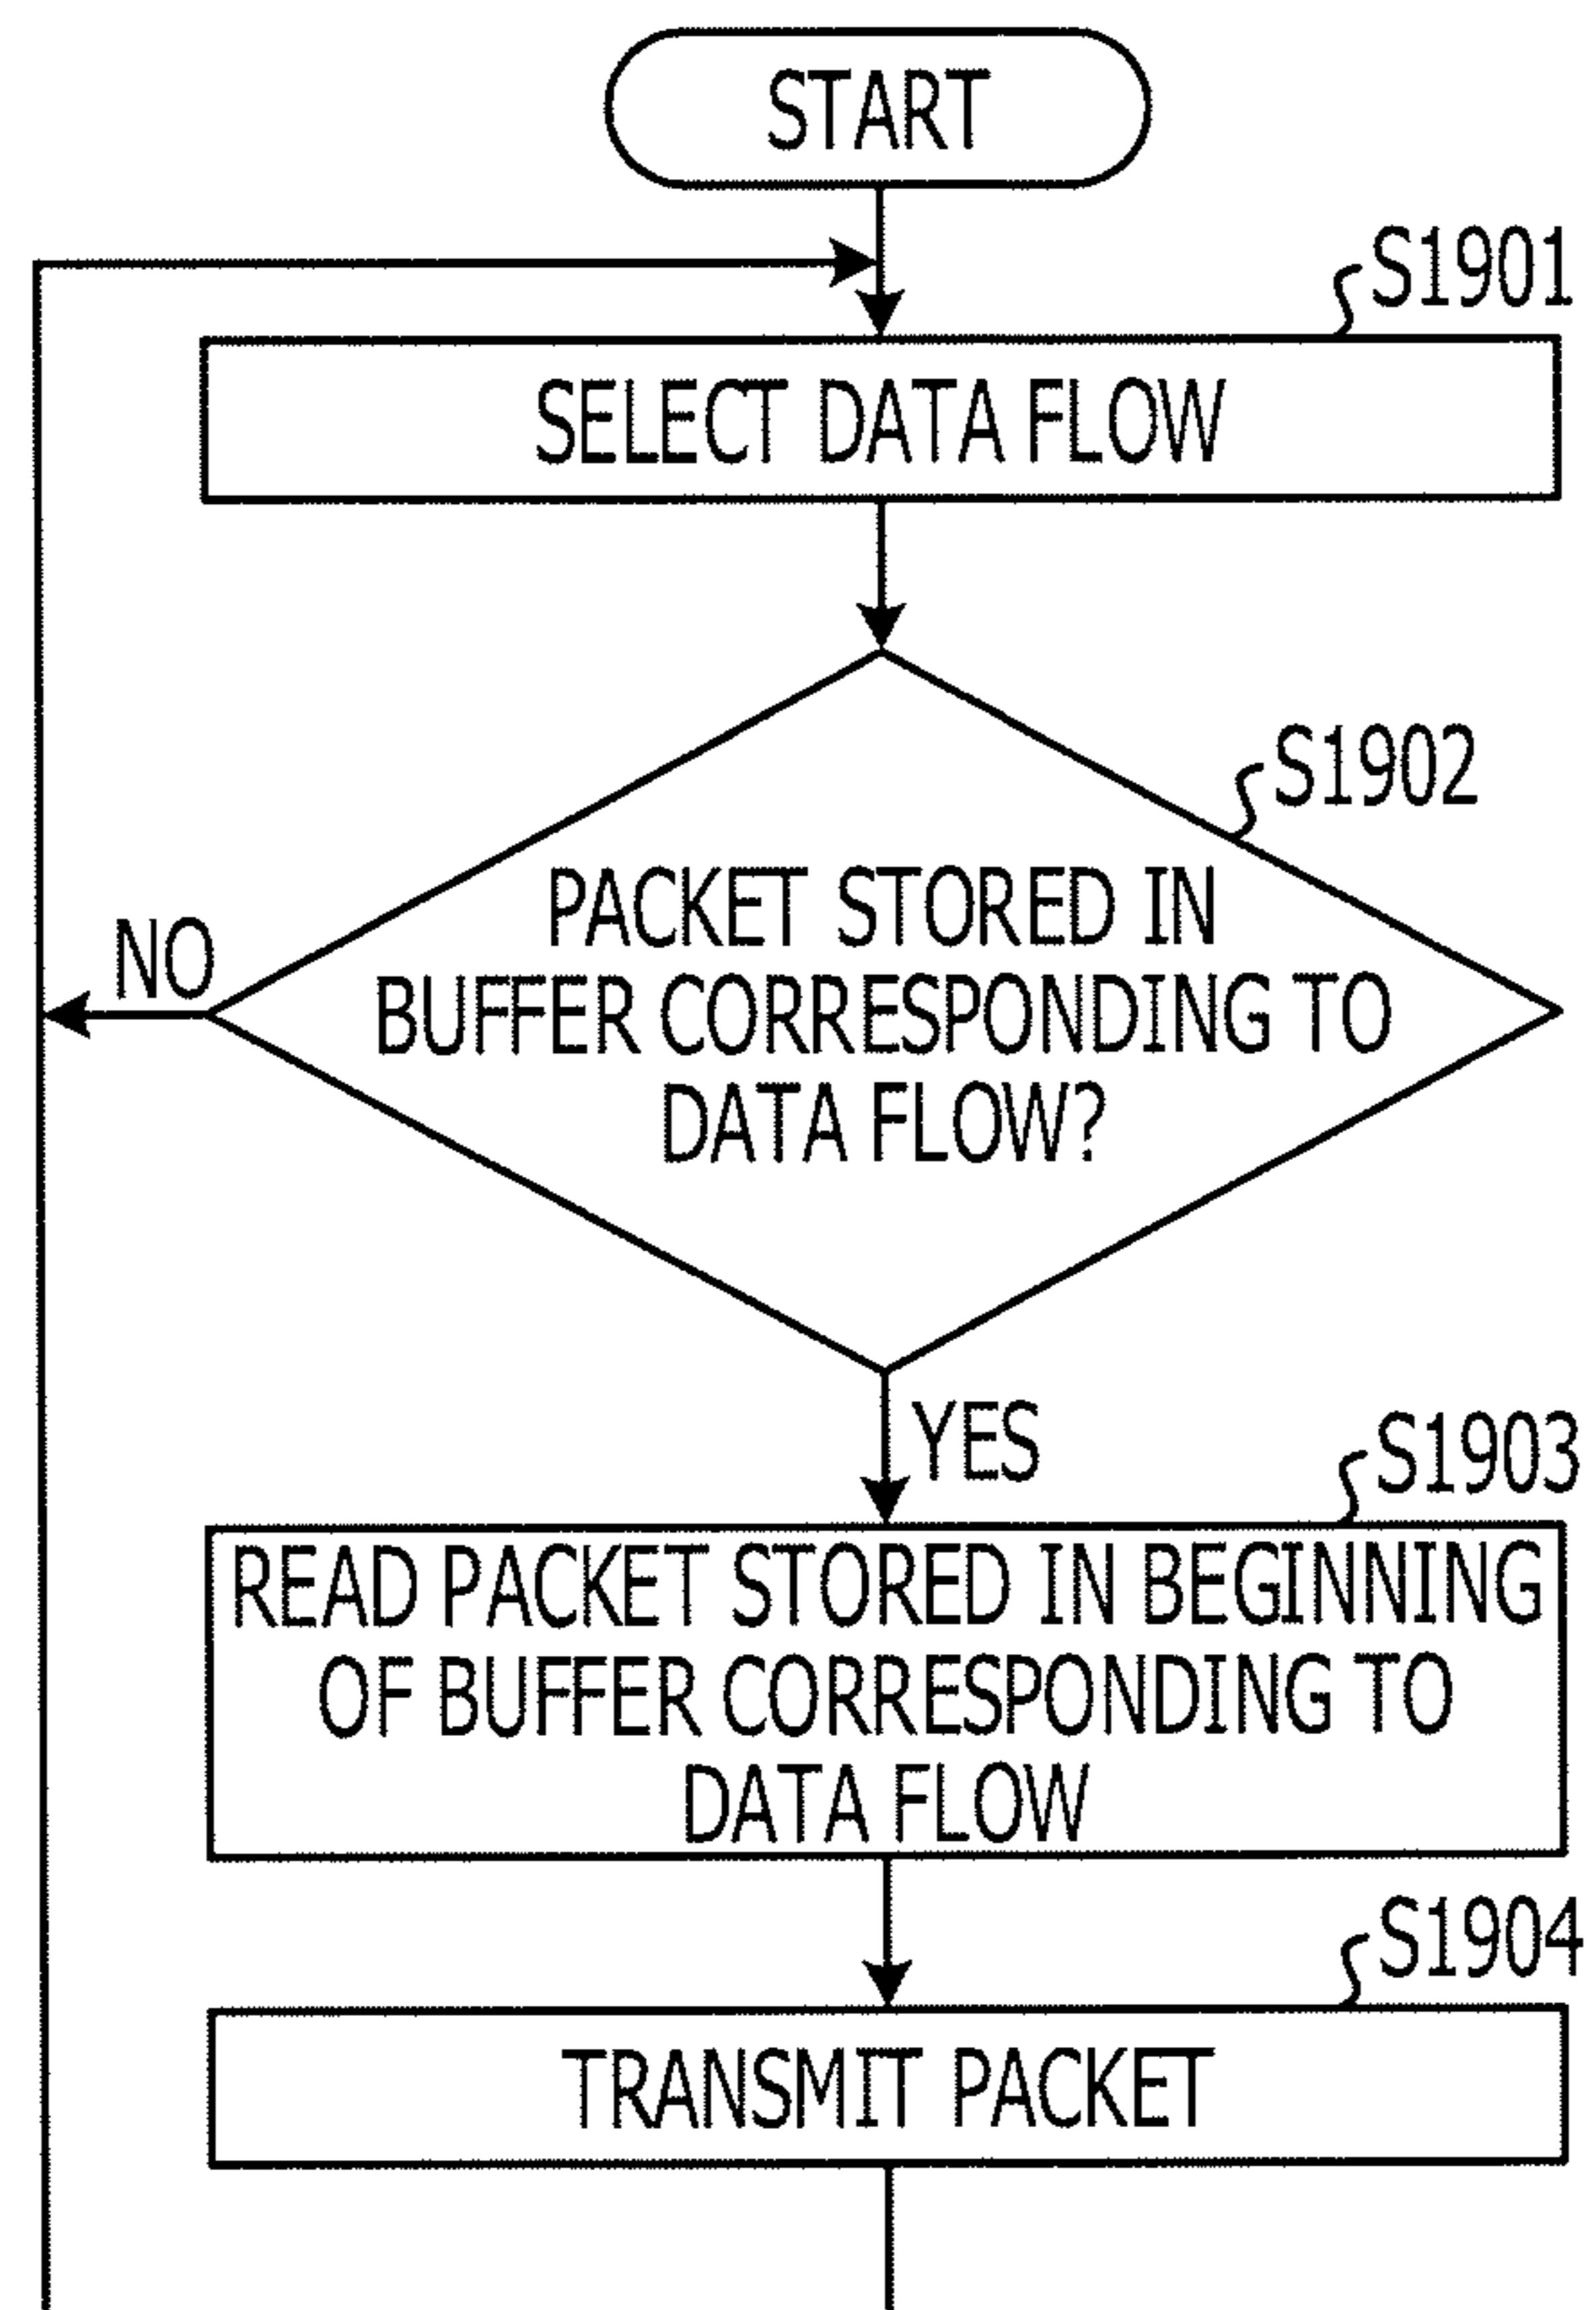 START
S1901
SELECT DATA FLOW
S1902
PACKET STORED IN
BUFFER CORRESPONDING TO
DATA FLOW?
NO
YES
S1903
READ PACKET STORED IN BEGINNING
OF BUFFER CORRESPONDING TO
DATA FLOW
S1904
TRANSMIT PACKET